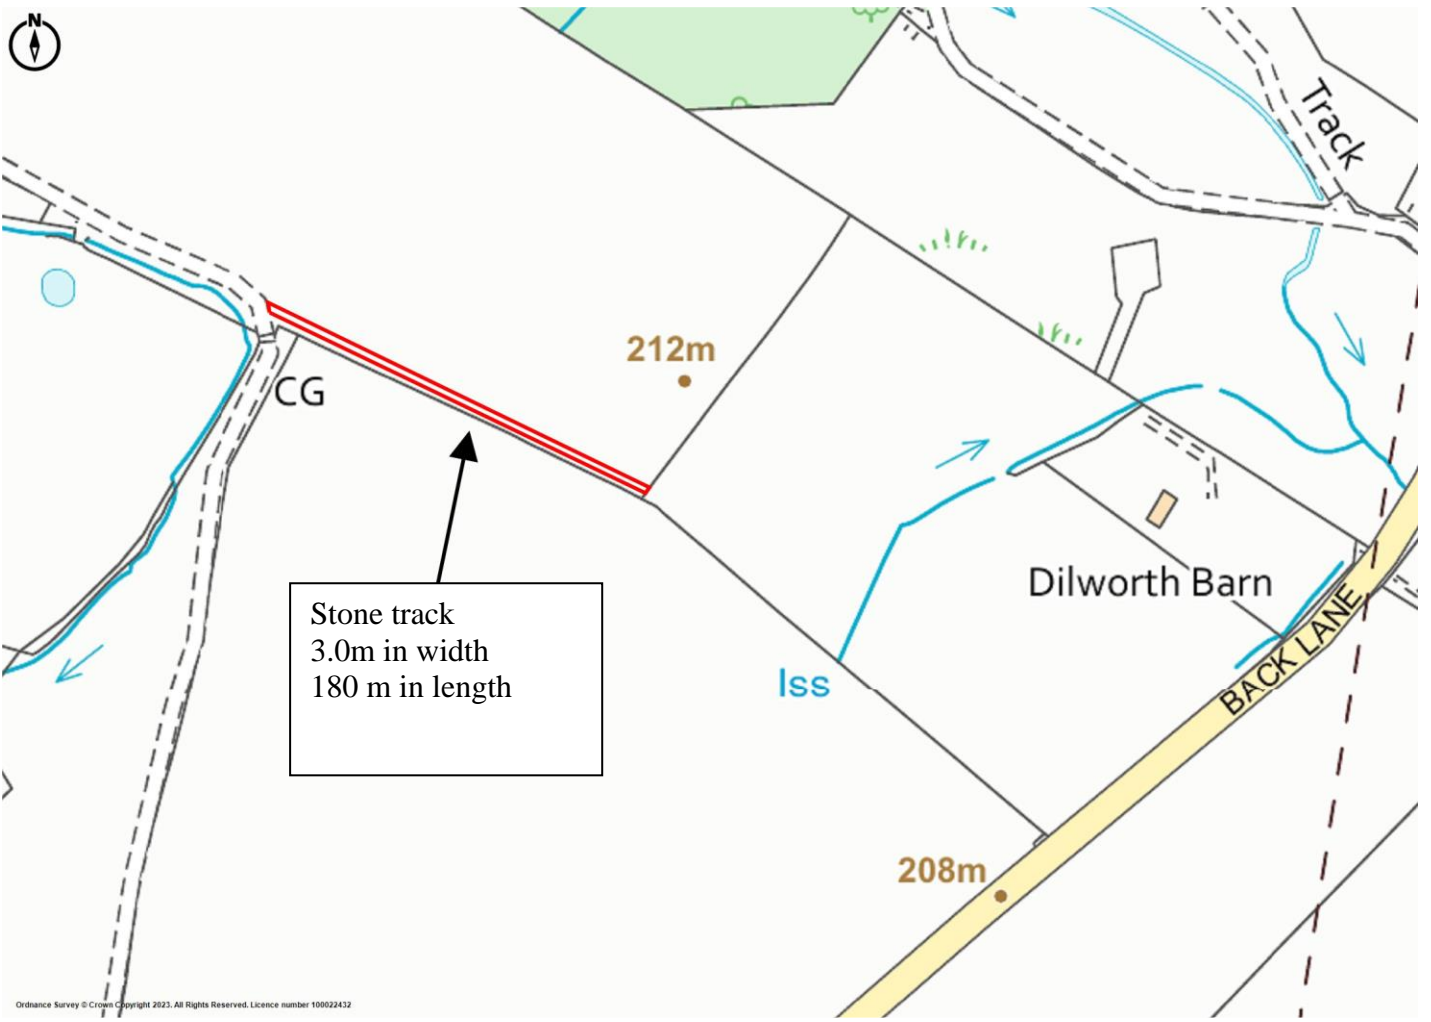 N
Track
212m
CG
Stone track
3.0m in width
180 m in length
Dilworth Barn
BACK LANE
Iss
208m
Ordnance Survey © Crown Copyright 2023. All Rights Reserved. Licence number 100022432